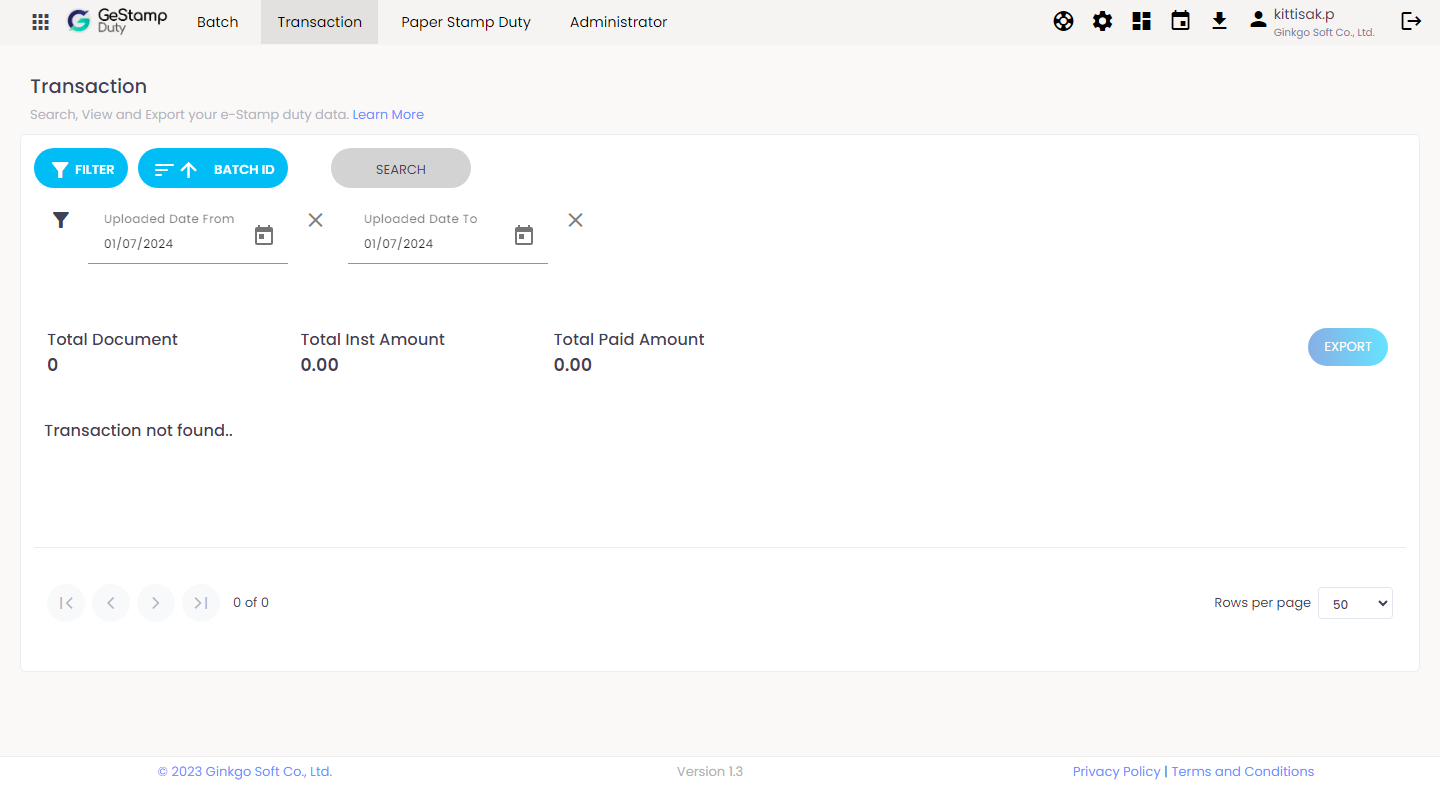 GeStamp
Duty
Batch
Transaction
Paper Stamp Duty
Administrator
kittisak.p
Ginkgo Soft Co., Ltd.
Transaction
Search, View and Export your e-Stamp duty data. Learn More
FILTER
BATCH ID
SEARCH
Uploaded Date From
01/07/2024
Uploaded Date To
01/07/2024
Total Document
0
Total Inst Amount
0.00
Total Paid Amount
0.00
EXPORT
Transaction not found..
0 of 0
Rows per page
50
© 2023 Ginkgo Soft Co., Ltd.
Version 1.3
Privacy Policy | Terms and Conditions